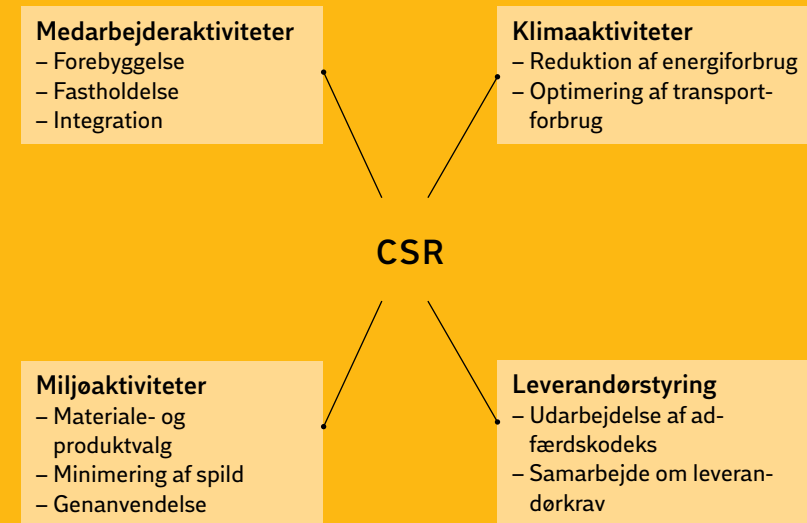 Medarbejderaktiviteter
– Forebyggelse
– Fastholdelse
– Integration
Klimaaktiviteter
– Reduktion af energiforbrug
– Optimering af transport-
forbrug
CSR
Miljøaktiviteter
– Materiale- og
produktvalg
– Minimering af spild
– Genanvendelse
Leverandørstyring
– Udarbejdelse af ad-
færdskodeks
– Samarbejde om leveran-
dørkrav